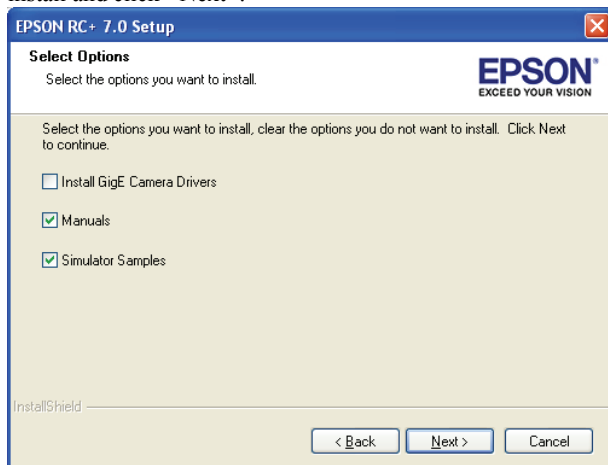 EPSON RC+ 7.0 Setup
Select Options
Select the options you want to install.
EPSON®
EXCEED YOUR VISION
Select the options you want to install, clear the options you do not want to install. Click Next
to continue.
Install GigE Camera Drivers
Manuals
Simulator Samples
InstallShield
< Back Next > Cancel